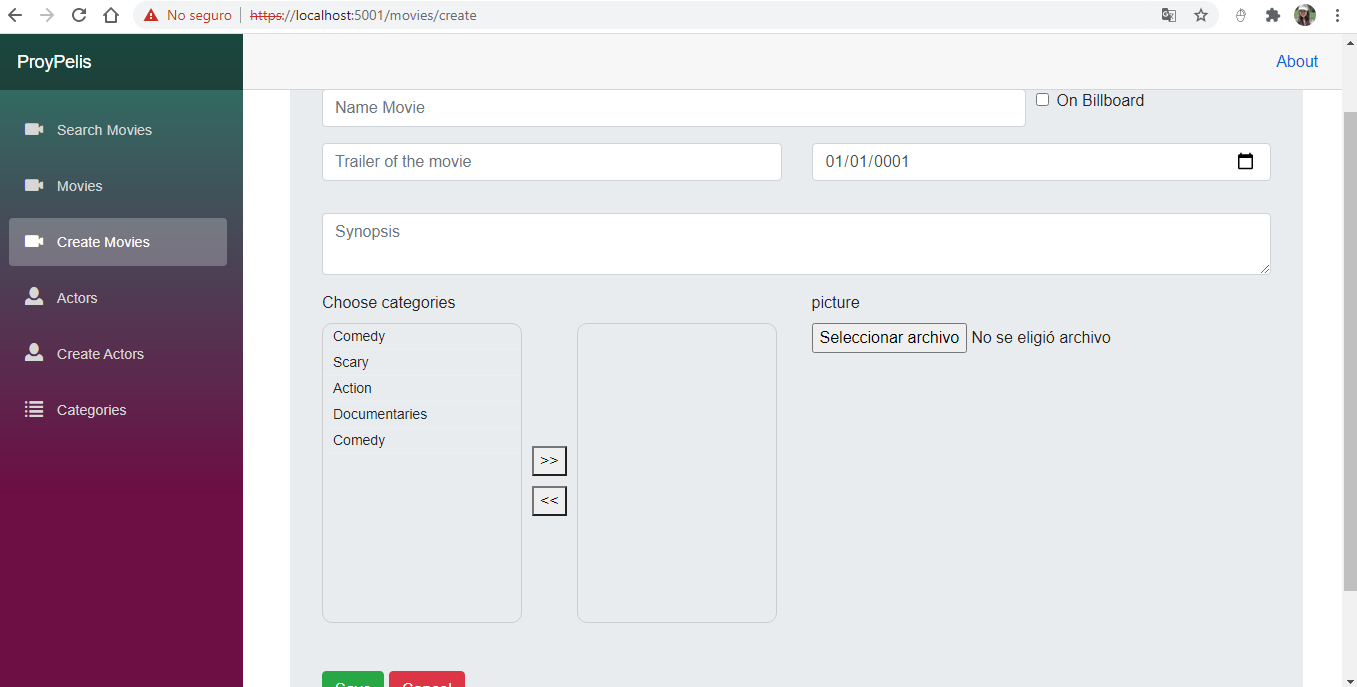 No seguro https://localhost:5001/movies/create
ProyPelis
About
Search Movies
Movies
Create Movies
Actors
Create Actors
Categories
Name Movie
On Billboard
Trailer of the movie
01/01/0001
Synopsis
Choose categories
picture
Comedy
Scary
Action
Documentaries
Comedy
>>
<<
Seleccionar archivo No se eligió archivo
Save
Cancel